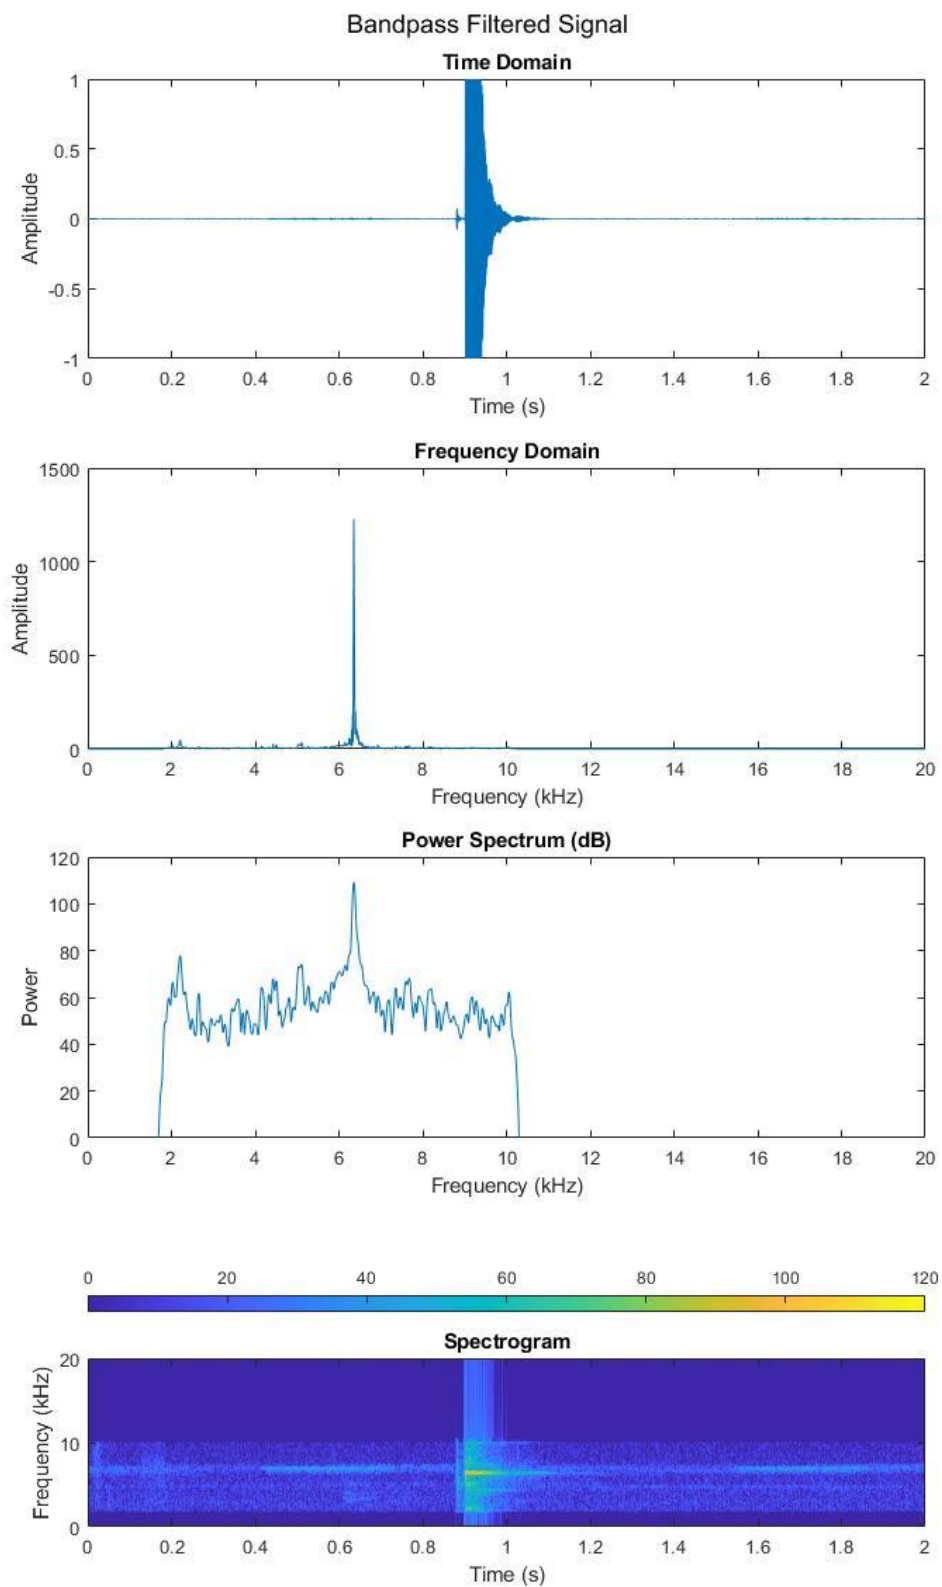 Bandpass Filtered Signal
Time Domain
1
0.5
0
-0.5
-1
Amplitude
0 0.2 0.4 0.6 0.8 1 1.2 1.4 1.6 1.8 2
Time (s)
Frequency Domain
1500
1000
500
0
Amplitude
0 2 4 6 8 10 12 14 16 18 20
Frequency (kHz)
Power Spectrum (dB)
120
100
80
60
40
20
0
Power
0 2 4 6 8 10 12 14 16 18 20
Frequency (kHz)
0 20 40 60 80 100 120
Spectrogram
20
10
0
Frequency (kHz)
0 0.2 0.4 0.6 0.8 1 1.2 1.4 1.6 1.8 2
Time (s)